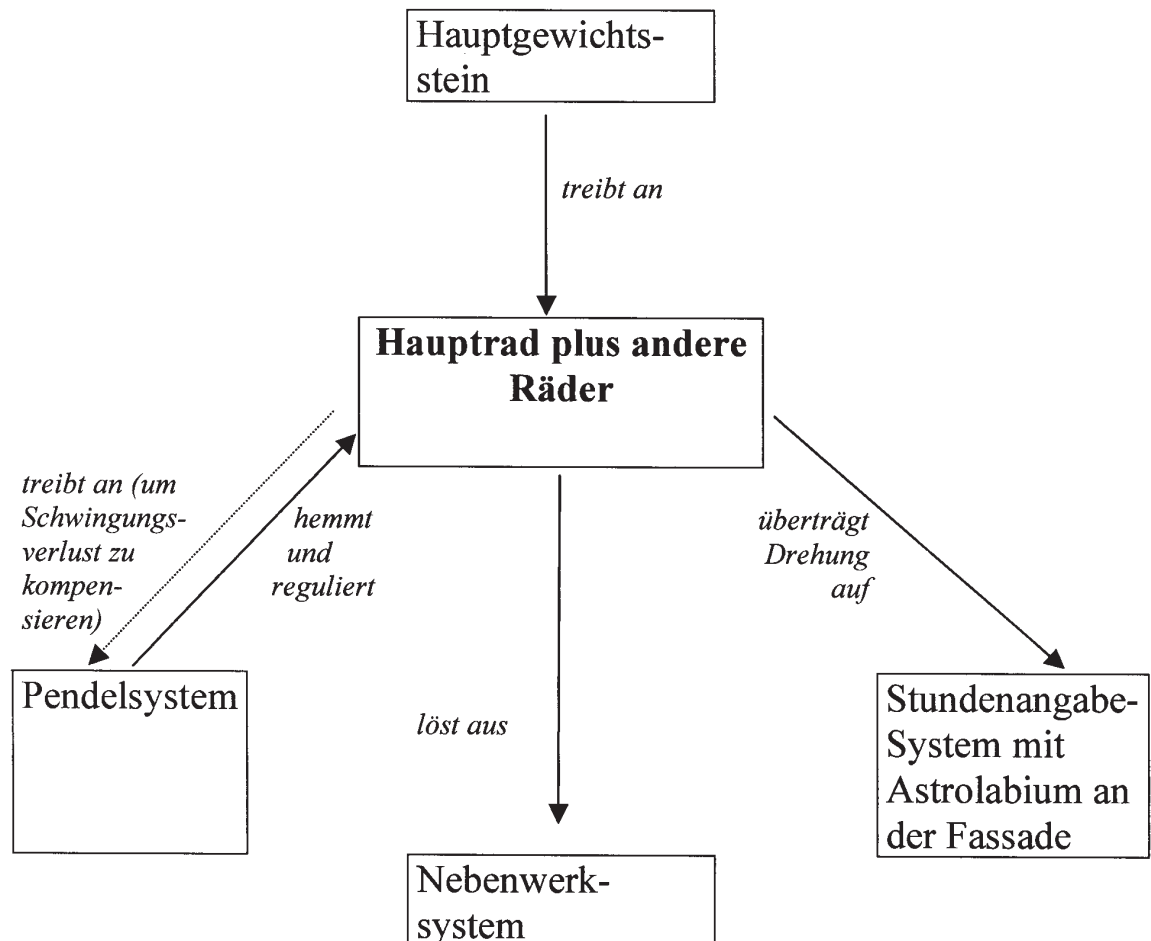 Hauptgewichts-
stein
treibt an
Hauptrad plus andere
Räder
treibt an (um
Schwingungs-
verlust zu
kompen-
sieren)
hemmt
und
reguliert
überträgt
Drehung
auf
Pendelsystem
löst aus
Stundenangabe-
System mit
Astrolabium an
der Fassade
Nebenwerk-
system